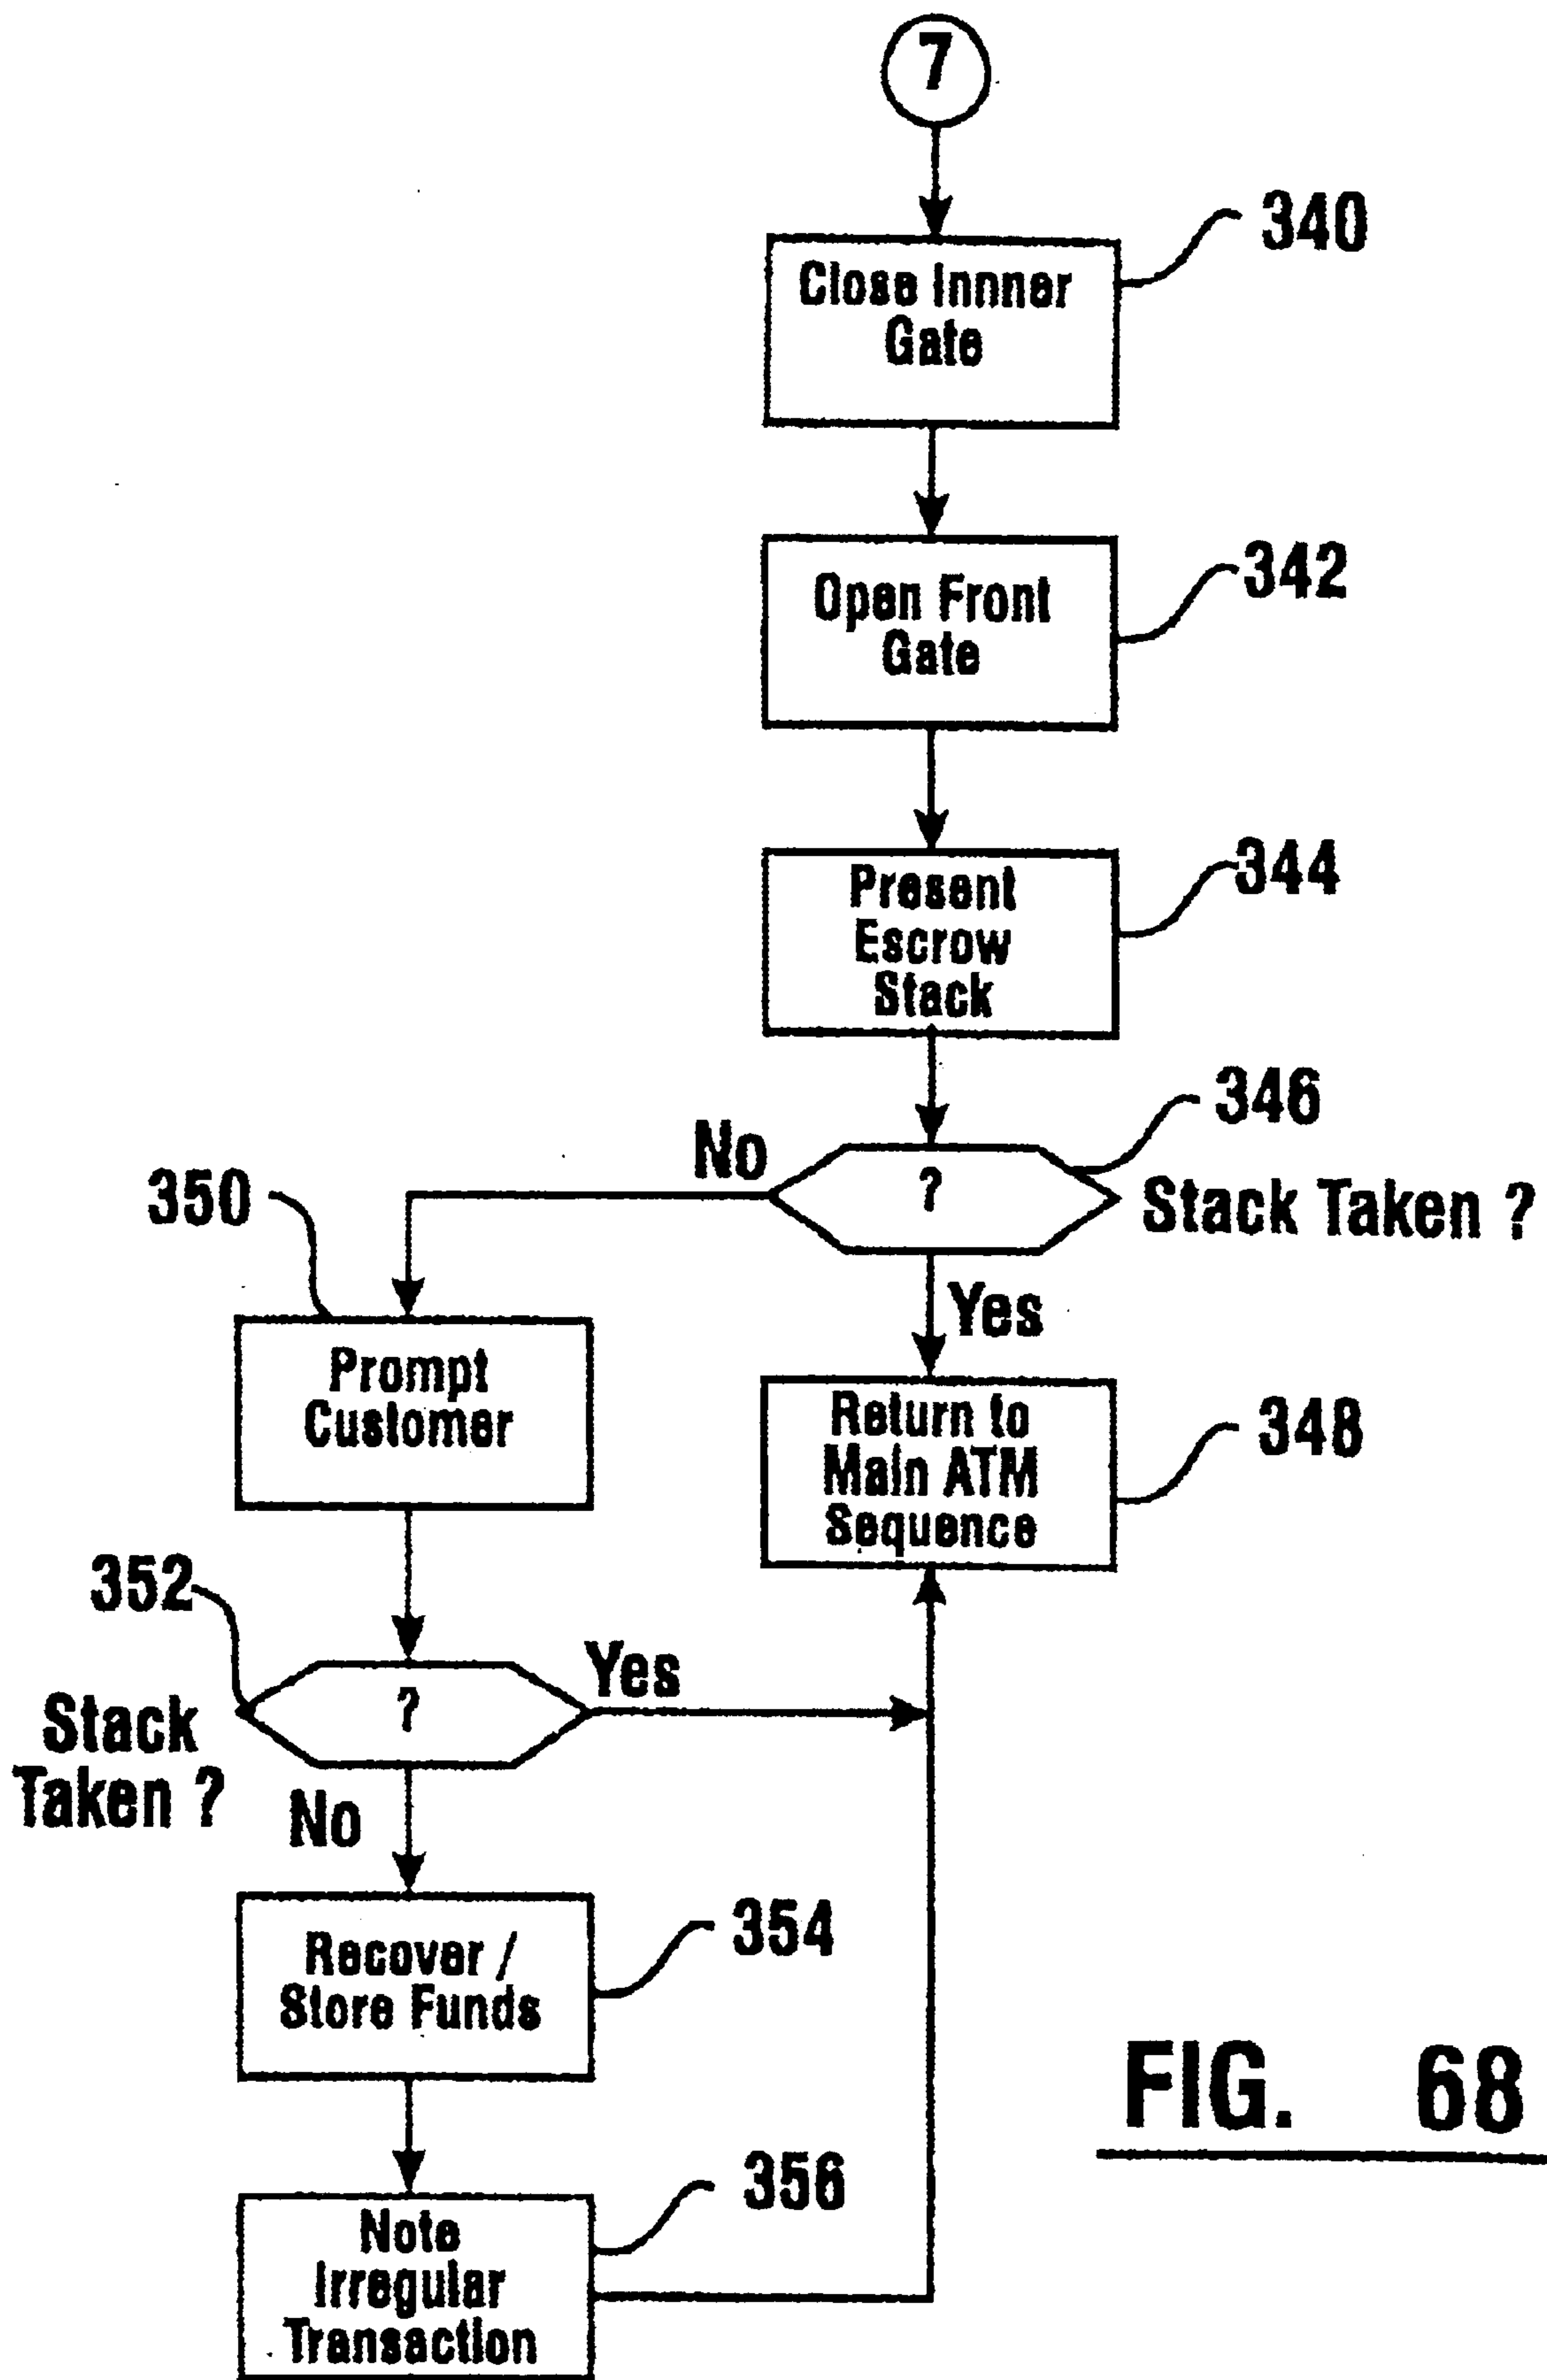 7
340
Close Innner
Gate
342
Open Front
Gate
344
Present
Escrow
Stack
346
No
?
Stack Taken ?
350
Yes
Prompt
Customer
348
Return to
Main ATM
Sequence
352
Yes
?
Stack
Taken ?
No
354
Recover /
Store Funds
356
Note
Irregular
Transaction
FIG. 68